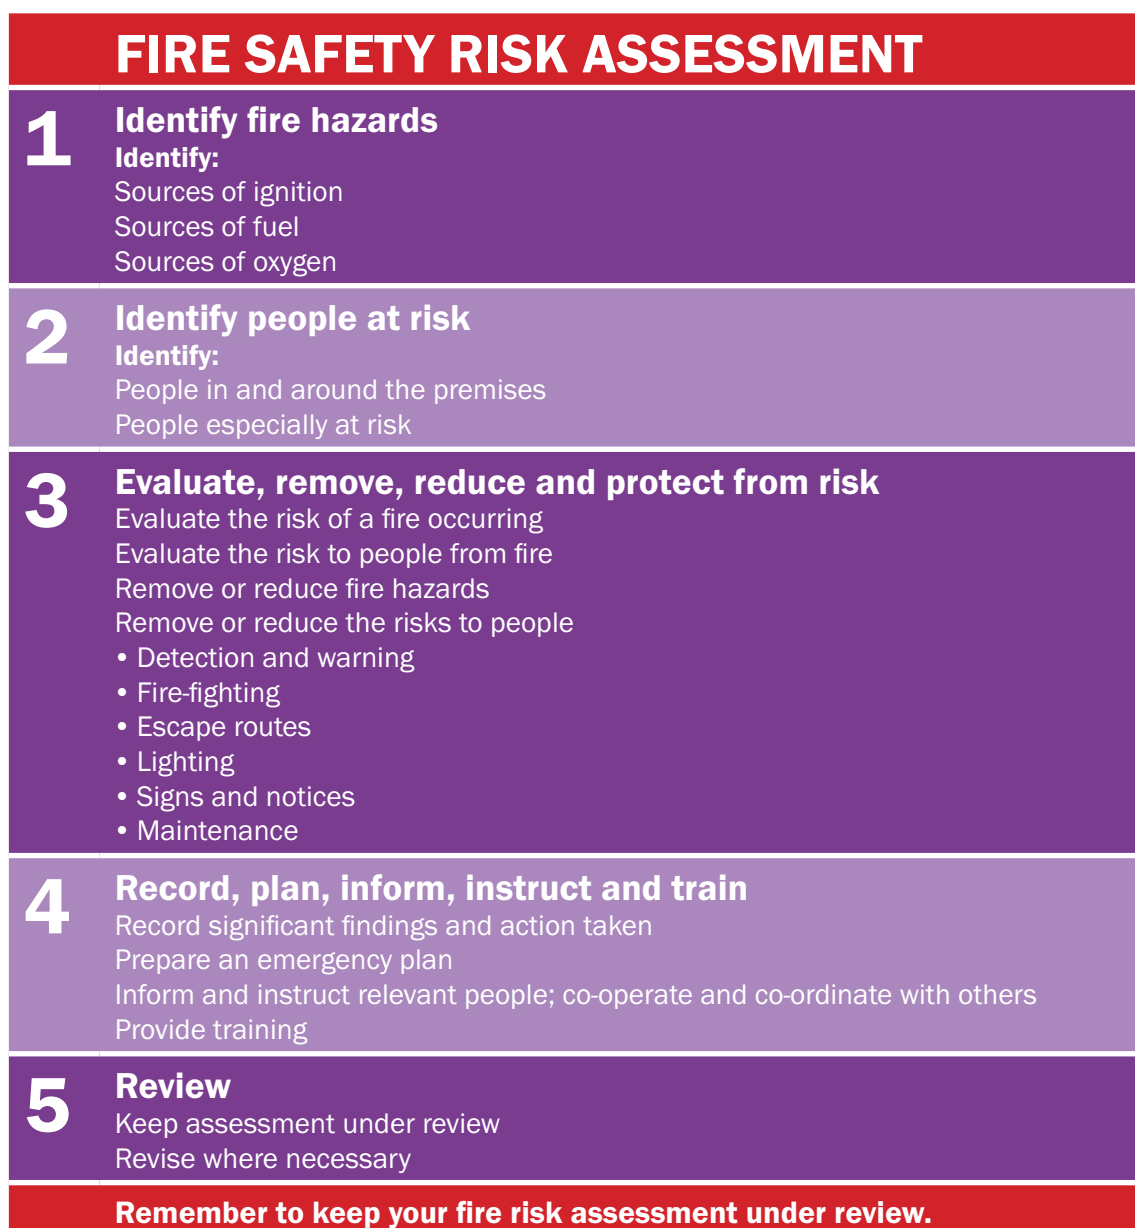 FIRE SAFETY RISK ASSESSMENT
1
Identify fire hazards
Identify:
Sources of ignition
Sources of fuel
Sources of oxygen
2
Identify people at risk
Identify:
People in and around the premises
People especially at risk
3
Evaluate, remove, reduce and protect from risk
Evaluate the risk of a fire occurring
Evaluate the risk to people from fire
Remove or reduce fire hazards
Remove or reduce the risks to people
• Detection and warning
• Fire-fighting
• Escape routes
• Lighting
• Signs and notices
• Maintenance
4
Record, plan, inform, instruct and train
Record significant findings and action taken
Prepare an emergency plan
Inform and instruct relevant people; co-operate and co-ordinate with others
Provide training
5
Review
Keep assessment under review
Revise where necessary
Remember to keep your fire risk assessment under review.